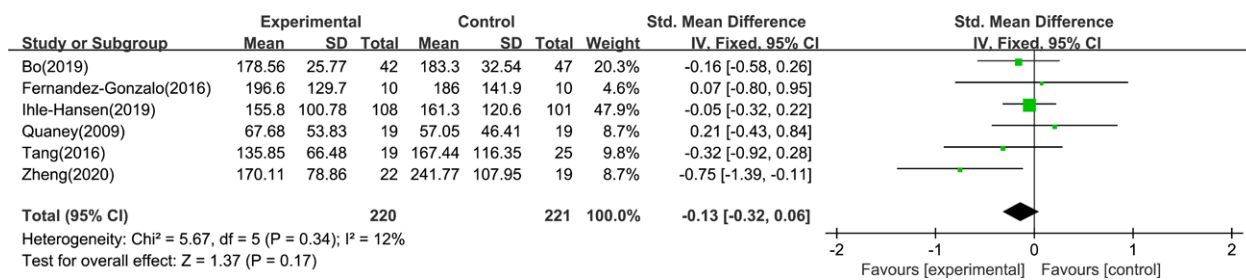 Experimental Control Std. Mean Difference Std. Mean Difference
Study or Subgroup Mean SD Total Mean SD Total Weight IV, Fixed, 95% CI IV, Fixed, 95% CI
Bo(2019) 178.56 25.77 42 183.3 32.54 47 20.3% -0.16 [-0.58, 0.26]
Fernandez-Gonzalo(2016) 196.6 129.7 10 186 141.9 10 4.6% 0.07 [-0.80, 0.95]
Ihle-Hansen(2019) 155.8 100.78 108 161.3 120.6 101 47.9% -0.05 [-0.32, 0.22]
Quaney(2009) 67.68 53.83 19 57.05 46.41 19 8.7% 0.21 [-0.43, 0.84]
Tang(2016) 135.85 66.48 19 167.44 116.35 25 9.8% -0.32 [-0.92, 0.28]
Zheng(2020) 170.11 78.86 22 241.77 107.95 19 8.7% -0.75 [-1.39, -0.11]
Total (95% CI) 220 221 100.0% -0.13 [-0.32, 0.06]
Heterogeneity: Chi² = 5.67, df = 5 (P = 0.34); I² = 12%
Test for overall effect: Z = 1.37 (P = 0.17)
-2 -1 0 1 2
Favours [experimental] Favours [control]